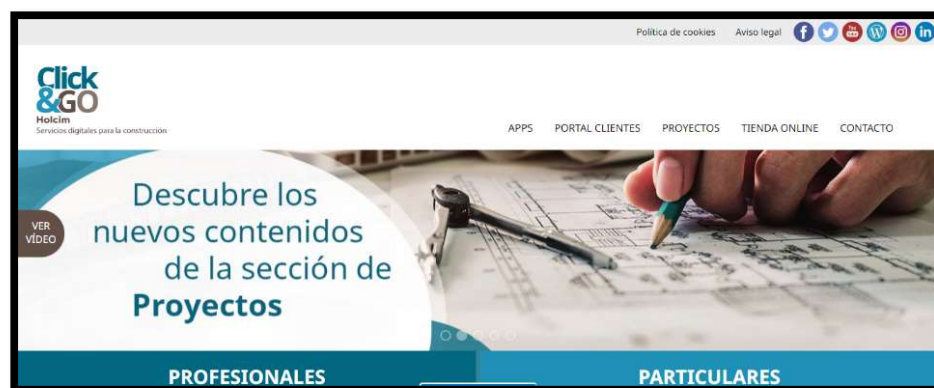 Política de cookies Aviso legal
Click
&GO
Holcim
Servicios digitales para la construcción
APPS PORTAL CLIENTES PROYECTOS TIENDA ONLINE CONTACTO
Descubre los
nuevos contenidos
de la sección de
Proyectos
VER
VÍDEO
PROFESIONALES PARTICULARES